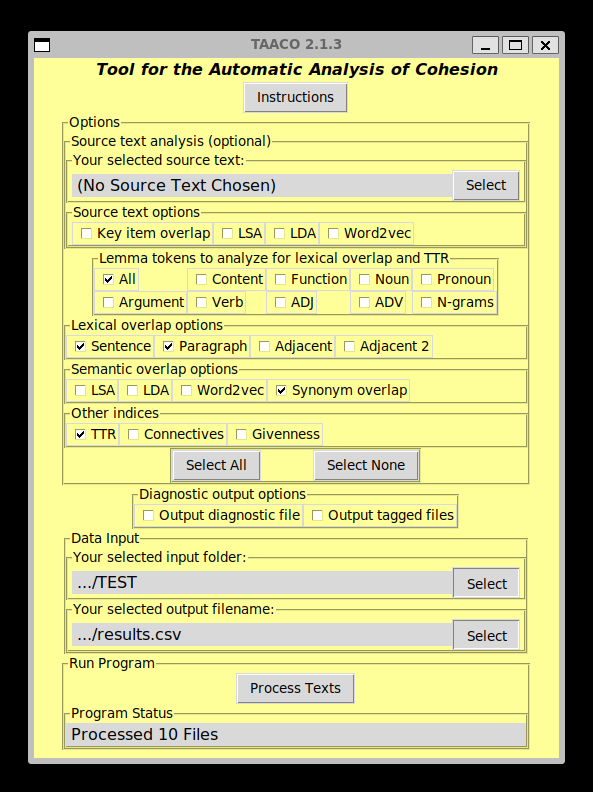 TAACO 2.1.3
Tool for the Automatic Analysis of Cohesion
Instructions
Options
Source text analysis (optional)
Your selected source text:
(No Source Text Chosen) Select
Source text options
Key item overlap LSA LDA Word2vec
Lemma tokens to analyze for lexical overlap and TTR
All Content Function Noun Pronoun
Argument Verb ADJ ADV N-grams
Lexical overlap options
Sentence Paragraph Adjacent Adjacent 2
Semantic overlap options
LSA LDA Word2vec Synonym overlap
Other indices
TTR Connectives Givenness
Select All Select None
Diagnostic output options
Output diagnostic file Output tagged files
Data Input
Your selected input folder:
.../TEST Select
Your selected output filename:
.../results.csv Select
Run Program
Process Texts
Program Status
Processed 10 Files